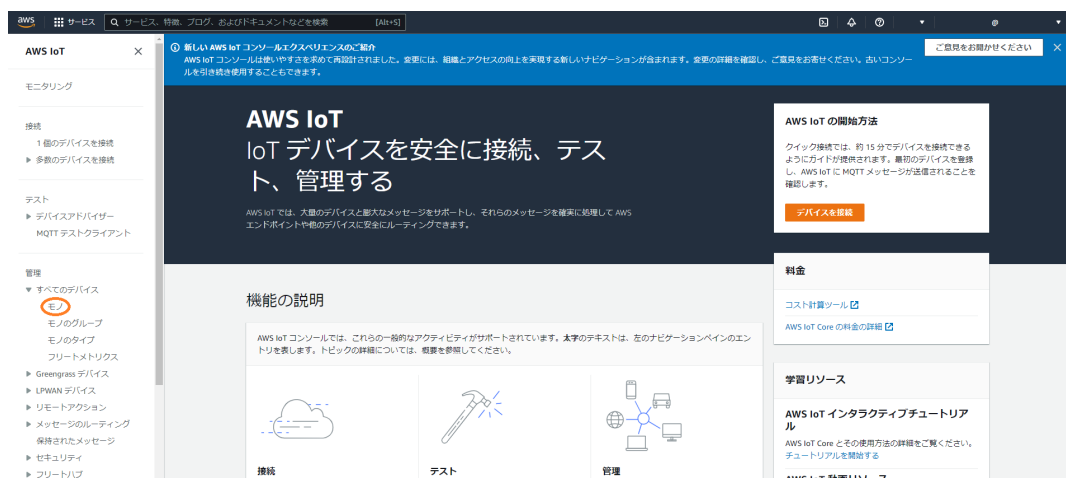 aws
サービス
サービス、特徴、ブログ、およびドキュメントなどを検索
[Alt+S]
@
AWS IoT
モニタリング
接続
1 個のデバイスを接続
多数のデバイスを接続
テスト
デバイスアドバイザー
MQTT テストクライアント
管理
すべてのデバイス
モノ
モノのグループ
モノのタイプ
フリートメトリクス
Greengrass デバイス
LPWAN デバイス
リモートアクション
メッセージのルーティング
保持されたメッセージ
セキュリティ
フリートハブ
新しい AWS IoT コンソールエクスペリエンスのご紹介
AWS IoT コンソールは使いやすさを求めて再設計されました。変更には、組織とアクセスの向上を実現する新しいナビゲーションが含まれます。変更の詳細を確認し、ご意見をお寄せください。古いコンソー
ルを引き続き使用することもできます。
ご意見をお聞かせください
AWS IoT
IoT デバイスを安全に接続、テス
ト、管理する
AWS IoT では、大量のデバイスと膨大なメッセージをサポートし、それらのメッセージを確実に処理して AWS
エンドポイントや他のデバイスに安全にルーティングできます。
AWS IoT の開始方法
クイック接続では、約 15 分でデバイスを接続できる
ようにガイドが提供されます。最初のデバイスを登録
し、AWS IoT に MQTT メッセージが送信されることを
確認します。
デバイスを接続
料金
コスト計算ツール
AWS IoT Core の料金の詳細
機能の説明
AWS IoT コンソールでは、これらの一般的なアクティビティがサポートされています。太字のテキストは、左のナビゲーションペインのエン
トリを表します。トピックの詳細については、概要を参照してください。
接続
テスト
管理
学習リソース
AWS IoT インタラクティブチュートリア
ル
AWS IoT Core とその使用方法の詳細をご覧ください。
チュートリアルを開始する
AWS IoT 動画リソース